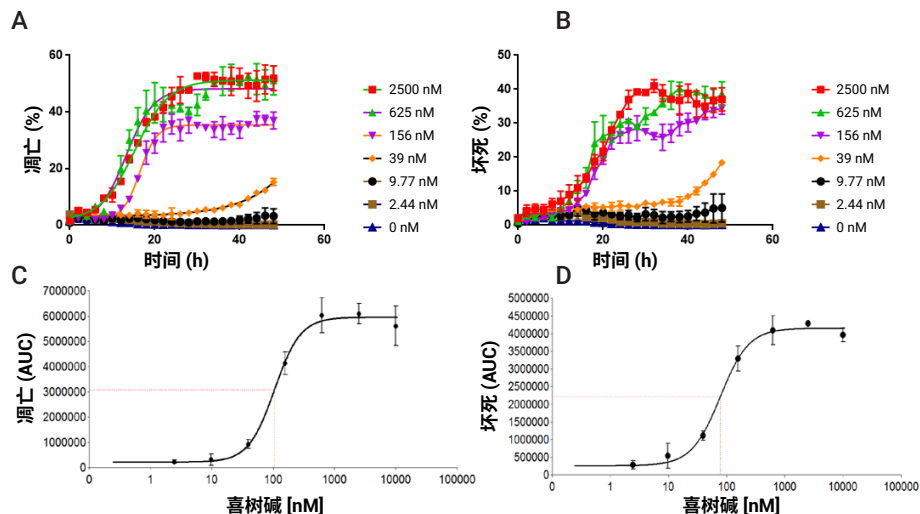 A
60
40
20
0
凋亡 (%)
0
20
40
60
时间 (h)
2500 nM
625 nM
156 nM
39 nM
9.77 nM
2.44 nM
0 nM
B
50
40
30
20
10
0
坏死 (%)
0
20
40
60
时间 (h)
2500 nM
625 nM
156 nM
39 nM
9.77 nM
2.44 nM
0 nM
C
7000000
6000000
5000000
4000000
3000000
2000000
1000000
0
凋亡 (AUC)
0
1
10
100
1000
10000
100000
喜树碱 [nM]
D
5000000
4500000
4000000
3500000
3000000
2500000
2000000
1500000
1000000
500000
0
坏死 (AUC)
0
1
10
100
1000
10000
100000
喜树碱 [nM]